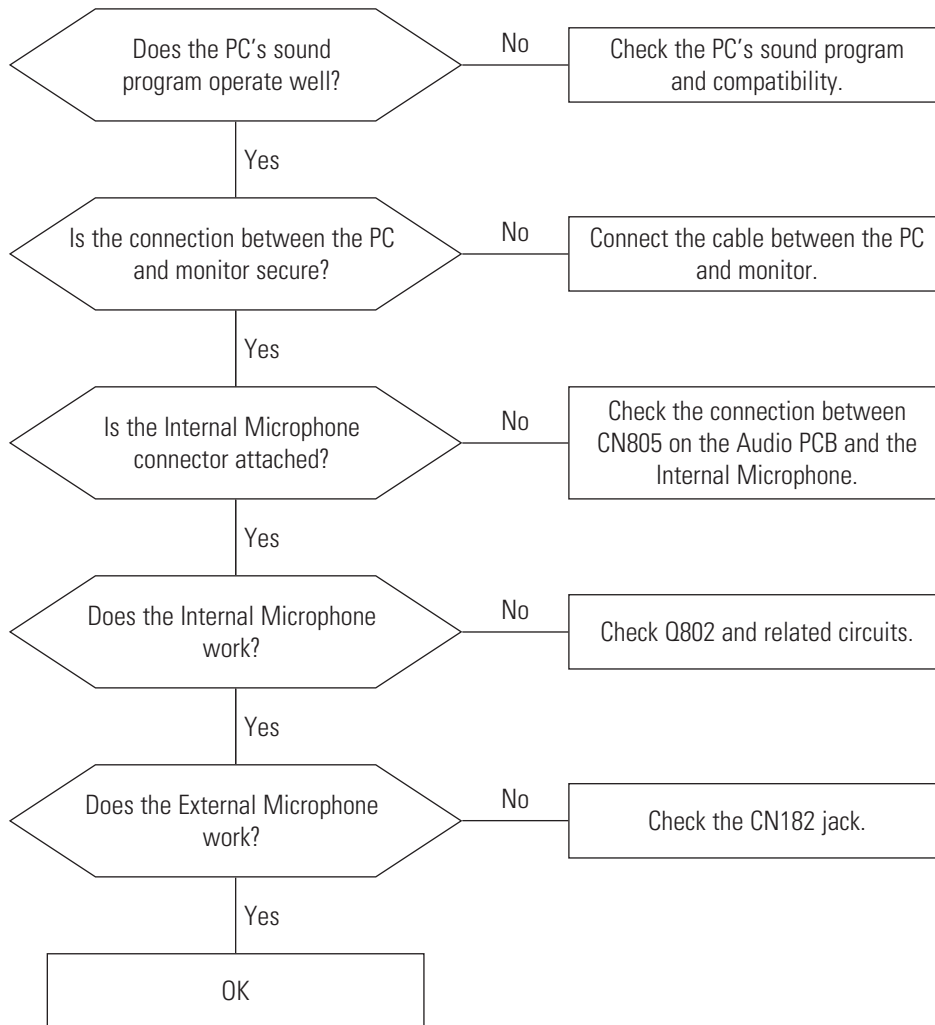 Does the PC’s sound
program operate well?
No
Check the PC’s sound program
and compatibility.
Yes
Is the connection between the PC
and monitor secure?
No
Connect the cable between the PC
and monitor.
Yes
Is the Internal Microphone
connector attached?
No
Check the connection between
CN805 on the Audio PCB and the
Internal Microphone.
Yes
Does the Internal Microphone
work?
No
Check Q802 and related circuits.
Yes
Does the External Microphone
work?
No
Check the CN182 jack.
Yes
OK